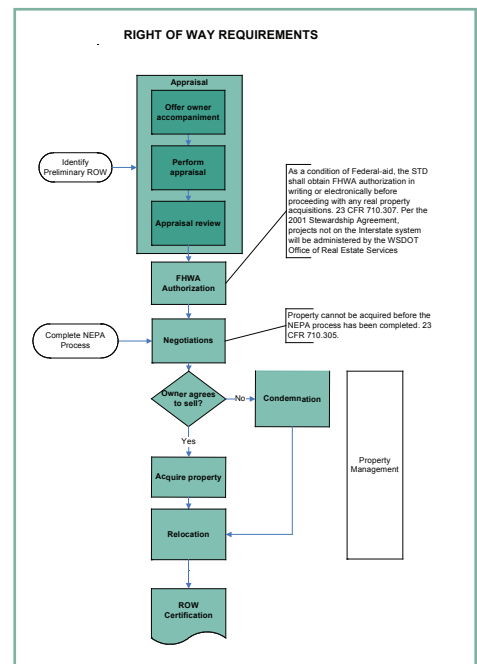 RIGHT OF WAY REQUIREMENTS
Appraisal
Offer owner
accompaniment
Identify
Preliminary ROW
Perform
appraisal
Appraisal review
As a condition of Federal-aid, the STD
shall obtain FHWA authorization in
writing or electronically before
proceeding with any real property
acquisitions. 23 CFR 710.307. Per the
2001 Stewardship Agreement,
projects not on the Interstate system
will be administered by the WSDOT
Office of Real Estate Services
FHWA
Authorization
Property cannot be acquired before the
NEPA process has been completed. 23
CFR 710.305.
Complete NEPA
Process
Negotiations
Owner agrees
to sell?
No
Condemnation
Yes
Property
Management
Acquire property
Relocation
ROW
Certification